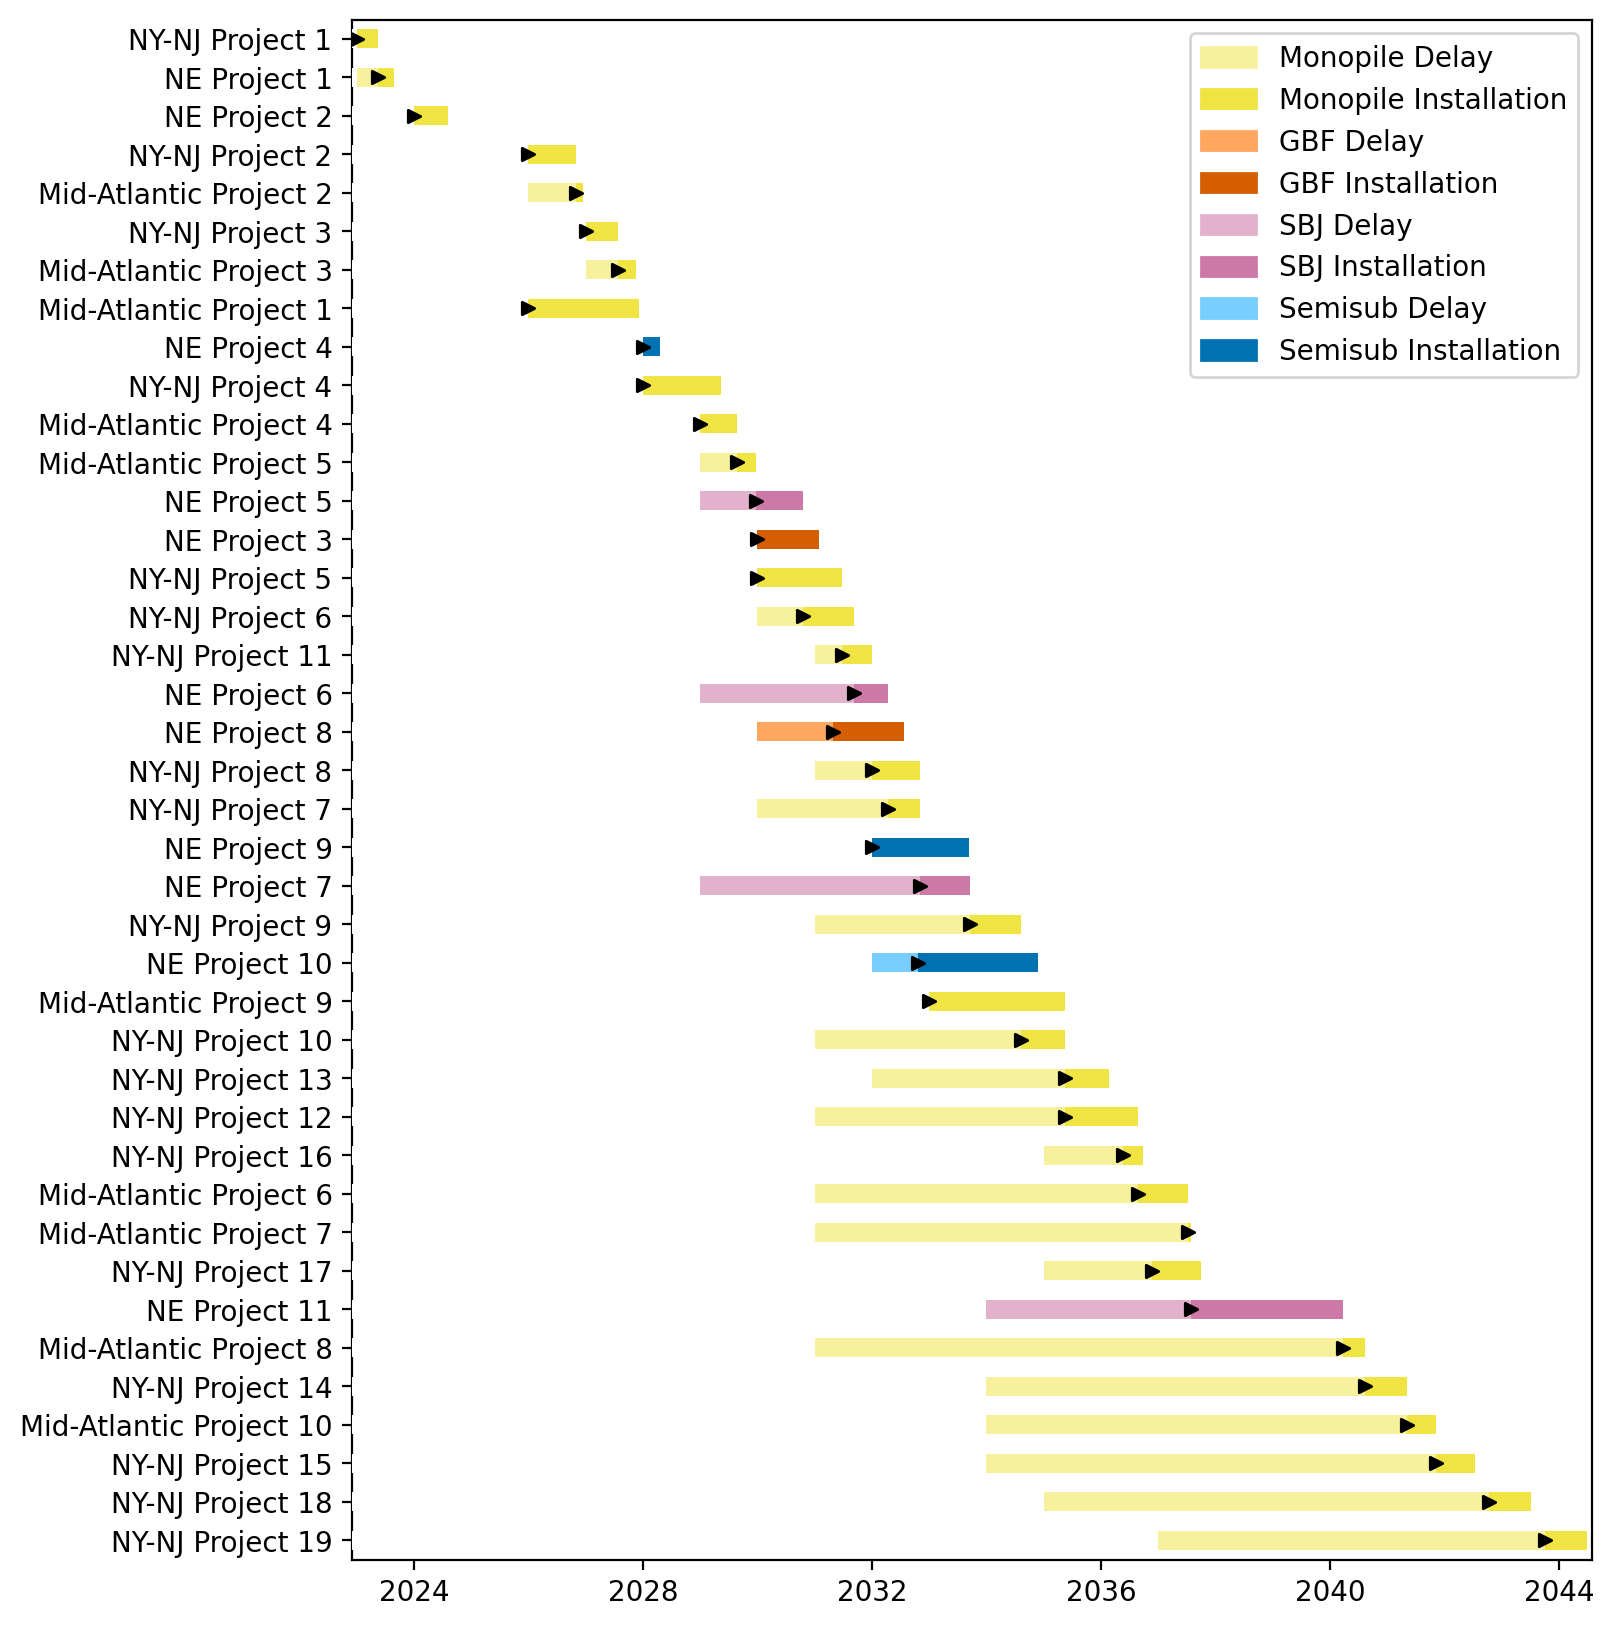 NY-NJ Project 1
NE Project 1
NE Project 2
NY-NJ Project 2
Mid-Atlantic Project 2
NY-NJ Project 3
Mid-Atlantic Project 3
Mid-Atlantic Project 1
NE Project 4
NY-NJ Project 4
Mid-Atlantic Project 4
Mid-Atlantic Project 5
NE Project 5
NE Project 3
NY-NJ Project 5
NY-NJ Project 6
NY-NJ Project 11
NE Project 6
NE Project 8
NY-NJ Project 8
NY-NJ Project 7
NE Project 9
NE Project 7
NY-NJ Project 9
NE Project 10
Mid-Atlantic Project 9
NY-NJ Project 10
NY-NJ Project 13
NY-NJ Project 12
NY-NJ Project 16
Mid-Atlantic Project 6
Mid-Atlantic Project 7
NY-NJ Project 17
NE Project 11
Mid-Atlantic Project 8
NY-NJ Project 14
Mid-Atlantic Project 10
NY-NJ Project 15
NY-NJ Project 18
NY-NJ Project 19
Monopile Delay
Monopile Installation
GBF Delay
GBF Installation
SBJ Delay
SBJ Installation
Semisub Delay
Semisub Installation
2024 2028 2032 2036 2040 2044